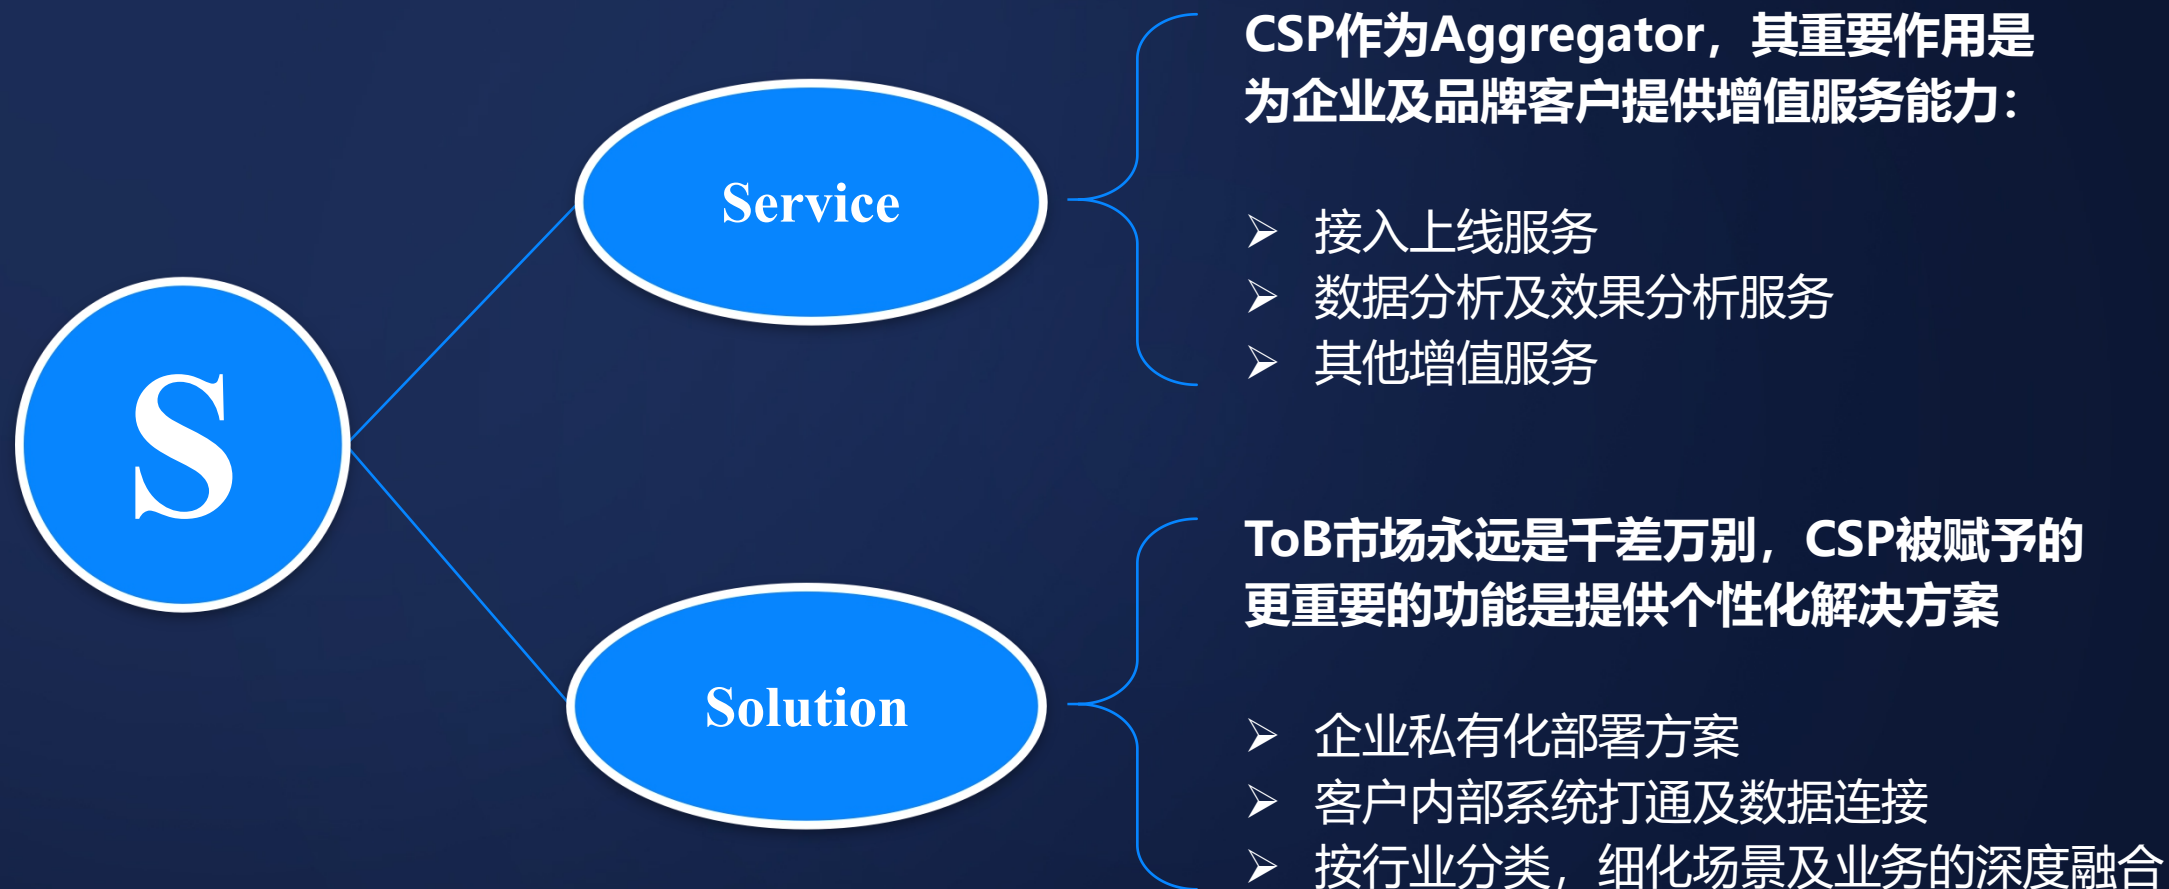 S
Service
CSP作为Aggregator，其重要作用是
为企业及品牌客户提供增值服务能力：
➢ 接入上线服务
➢ 数据分析及效果分析服务
➢ 其他增值服务
Solution
ToB市场永远是千差万别，CSP被赋予的
更重要的功能是提供个性化解决方案
➢ 企业私有化部署方案
➢ 客户内部系统打通及数据连接
➢ 按行业分类，细化场景及业务的深度融合